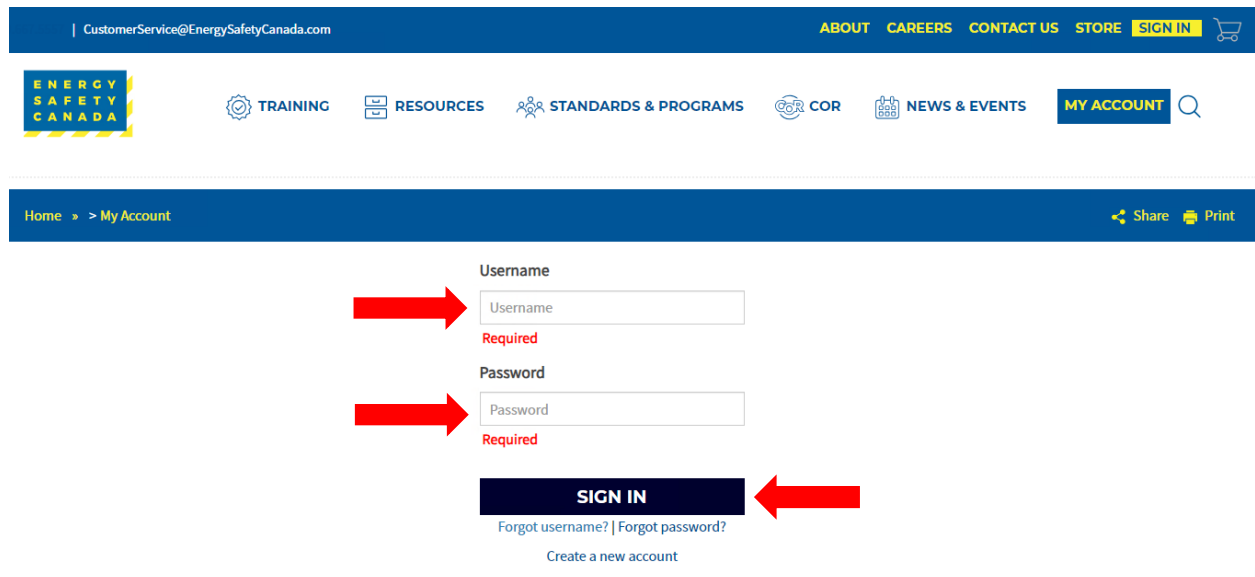 | CustomerService@EnergySafetyCanada.com ABOUT CAREERS CONTACT US STORE SIGN IN
ENERGY
SAFETY
CANADA
TRAINING RESOURCES STANDARDS & PROGRAMS COR COR NEWS & EVENTS MY ACCOUNT
Home » > My Account Share Print
Username
Username
Required
Password
Password
Required
SIGN IN
Forgot username? | Forgot password?
Create a new account